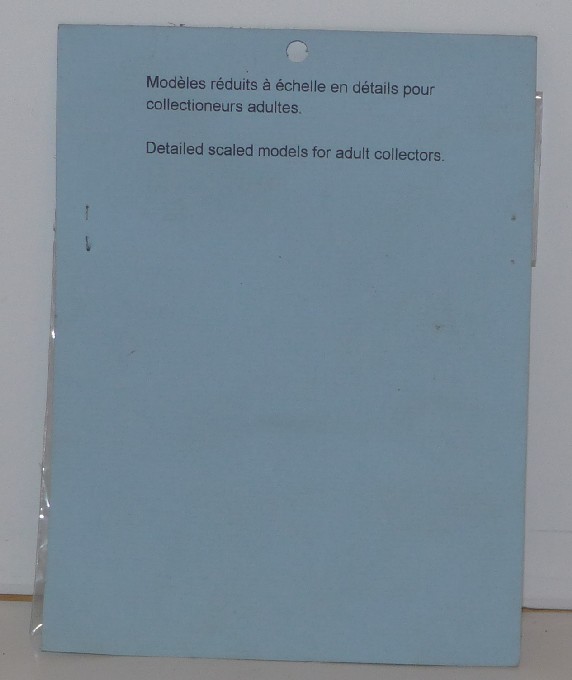 Modèles réduits à échelle en détails pour
collectioneurs adultes.
Detailed scaled models for adult collectors.